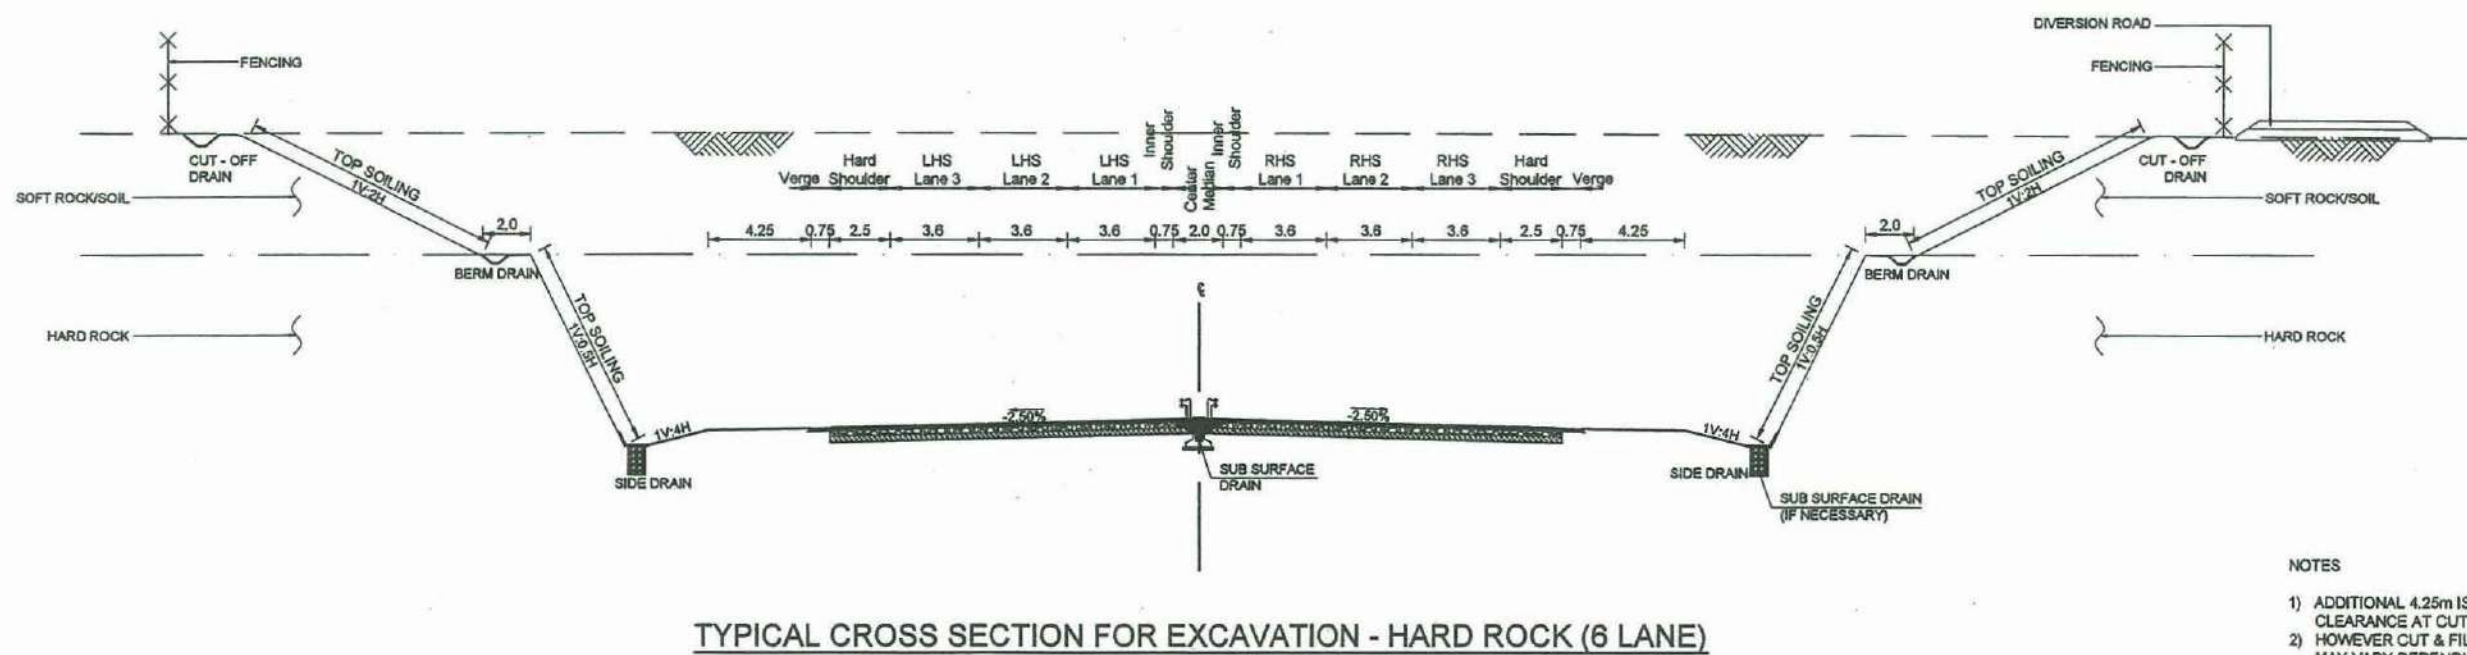 DIVERSION ROAD
FENCING
FENCING
CUT - OFF
DRAIN
TOP SOILING
1V:2H
SOFT ROCK/SOIL
2.0
BERM DRAIN
TOP SOILING
1V:0.5H
HARD ROCK
1V:4H
SIDE DRAIN
Verge
Hard
Shoulder
LHS
Lane 3
LHS
Lane 2
LHS
Lane 1
Inner
Shoulder
Center
Median
Inner
Shoulder
RHS
Lane 1
RHS
Lane 2
RHS
Lane 3
Hard
Shoulder
Verge
4.25 0.75 2.5 3.6 3.6 3.6 0.75 2.0 0.75 3.6 3.6 3.6 2.5 0.75 4.25
℄
-2.50%
-2.50%
SUB SURFACE
DRAIN
CUT - OFF
DRAIN
TOP SOILING
1V:2H
SOFT ROCK/SOIL
2.0
BERM DRAIN
TOP SOILING
1V:0.5H
HARD ROCK
1V:4H
SIDE DRAIN
SUB SURFACE DRAIN
(IF NECESSARY)
TYPICAL CROSS SECTION FOR EXCAVATION - HARD ROCK (6 LANE)
NOTES
1) ADDITIONAL 4.25m IS
CLEARANCE AT CUT
2) HOWEVER CUT & FIL